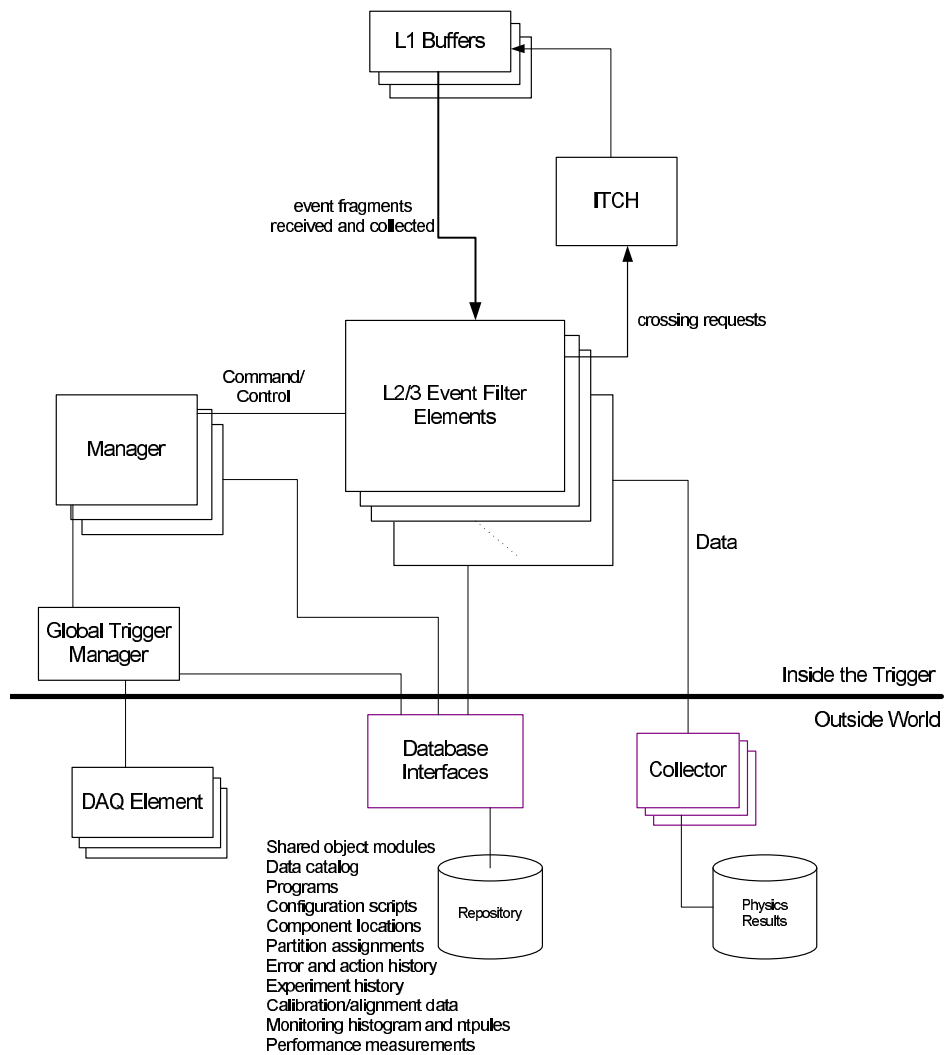 L1 Buffers
ITCH
event fragments
received and collected
crossing requests
Command/
Control
L2/3 Event Filter
Elements
Manager
Data
Global Trigger
Manager
Inside the Trigger
Outside World
Database
Interfaces
Collector
DAQ Element
Shared object modules
Data catalog
Programs
Configuration scripts
Component locations
Partition assignments
Error and action history
Experiment history
Calibration/alignment data
Monitoring histogram and ntpules
Performance measurements
Repository
Physics
Results